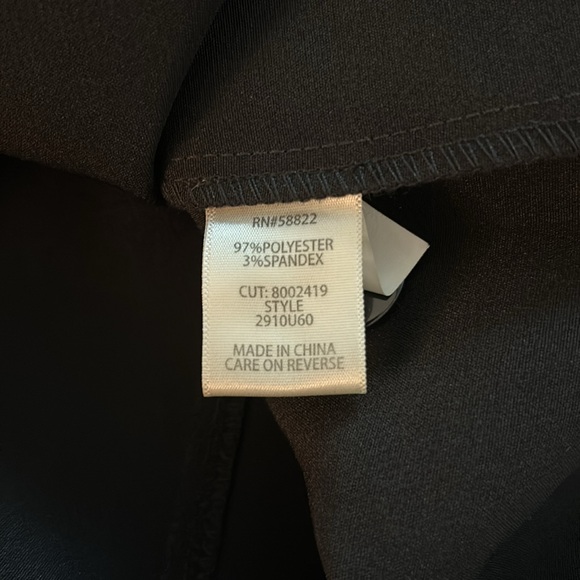 RN#58822
97%POLYESTER
3%SPANDEX
CUT: 8002419
STYLE
2910U60
MADE IN CHINA
CARE ON REVERSE